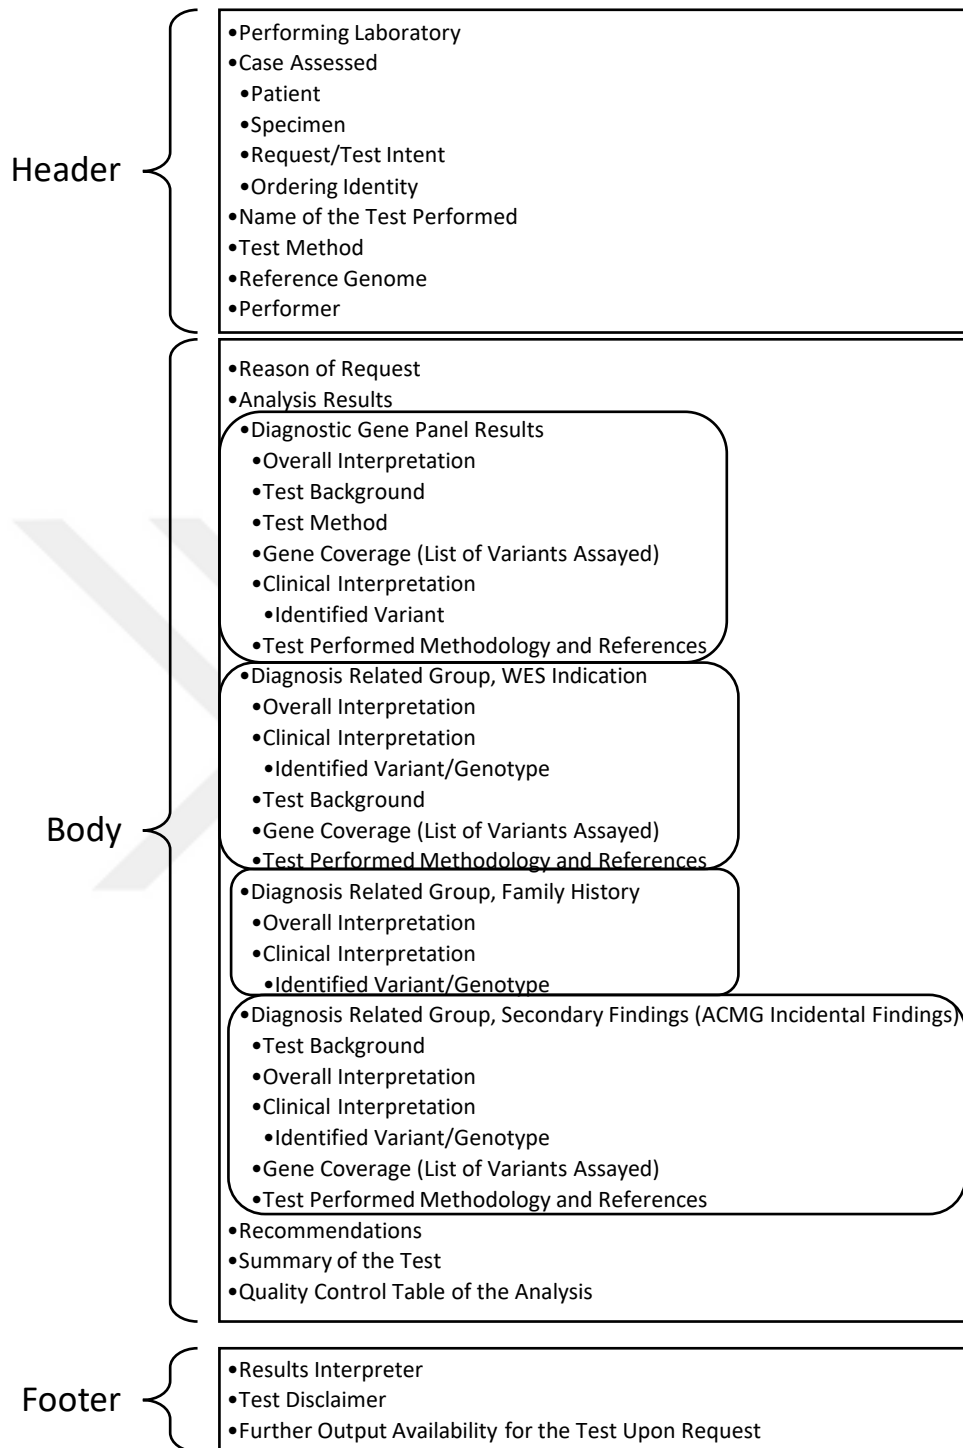 Header
•Performing Laboratory
•Case Assessed
•Patient
•Specimen
•Request/Test Intent
•Ordering Identity
•Name of the Test Performed
•Test Method
•Reference Genome
•Performer
Body
•Reason of Request
•Analysis Results
•Diagnostic Gene Panel Results
•Overall Interpretation
•Test Background
•Test Method
•Gene Coverage (List of Variants Assayed)
•Clinical Interpretation
•Identified Variant
•Test Performed Methodology and References
•Diagnosis Related Group, WES Indication
•Overall Interpretation
•Clinical Interpretation
•Identified Variant/Genotype
•Test Background
•Gene Coverage (List of Variants Assayed)
•Test Performed Methodology and References
•Diagnosis Related Group, Family History
•Overall Interpretation
•Clinical Interpretation
•Identified Variant/Genotype
•Diagnosis Related Group, Secondary Findings (ACMG Incidental Findings)
•Test Background
•Overall Interpretation
•Clinical Interpretation
•Identified Variant/Genotype
•Gene Coverage (List of Variants Assayed)
•Test Performed Methodology and References
•Recommendations
•Summary of the Test
•Quality Control Table of the Analysis
Footer
•Results Interpreter
•Test Disclaimer
•Further Output Availability for the Test Upon Request